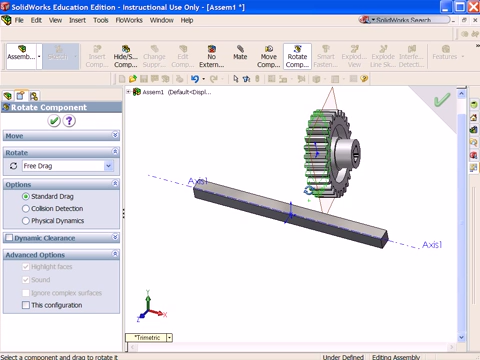 SolidWorks Education Edition - Instructional Use Only - [Assem1 *]
File View Insert Tools FloWorks Window Help
SolidWorks Search
Assemb... Sketch Insert Comp... Hide/S... Comp... Change Suppr... Edit Comp... No Extern... Mate Move Comp... Rotate Comp... Smart Fasten... Exploded View Explode Line Sk... Interfe... Detecti... Features
Assem1 (Default<Displ...
Rotate Component
Move
Rotate
Free Drag
Options
Standard Drag
Collision Detection
Physical Dynamics
Dynamic Clearance
Advanced Options
Highlight faces
Sound
Ignore complex surfaces
This configuration
Axis1
Axis1
Y
X
Z
*Trimetric
Select a component and drag to rotate it
Under Defined Editing Assembly